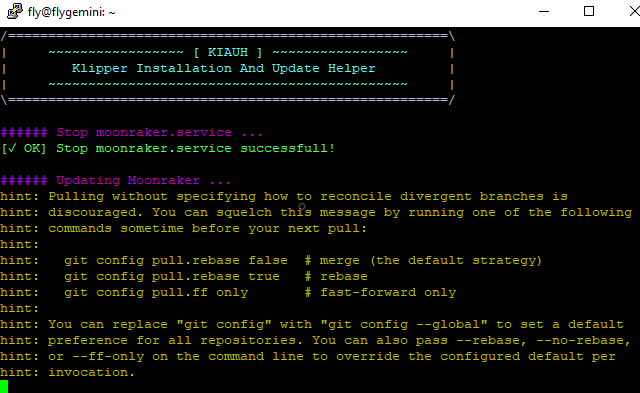 fly@flygemini: ~
/=======================================================\
|     ~~~~~~~~~~~~~~~~~ [ KIAUH ] ~~~~~~~~~~~~~~~~~     |
|        Klipper Installation And Update Helper         |
|     ~~~~~~~~~~~~~~~~~~~~~~~~~~~~~~~~~~~~~~~~~~~~~     |
\=======================================================/
###### Stop moonraker.service ...
[✓ OK] Stop moonraker.service successfull!
###### Updating Moonraker ...
hint: Pulling without specifying how to reconcile divergent branches is
hint: discouraged. You can squelch this message by running one of the following
hint: commands sometime before your next pull:
hint:
hint:   git config pull.rebase false  # merge (the default strategy)
hint:   git config pull.rebase true   # rebase
hint:   git config pull.ff only       # fast-forward only
hint:
hint: You can replace "git config" with "git config --global" to set a default
hint: preference for all repositories. You can also pass --rebase, --no-rebase,
hint: or --ff-only on the command line to override the configured default per
hint: invocation.